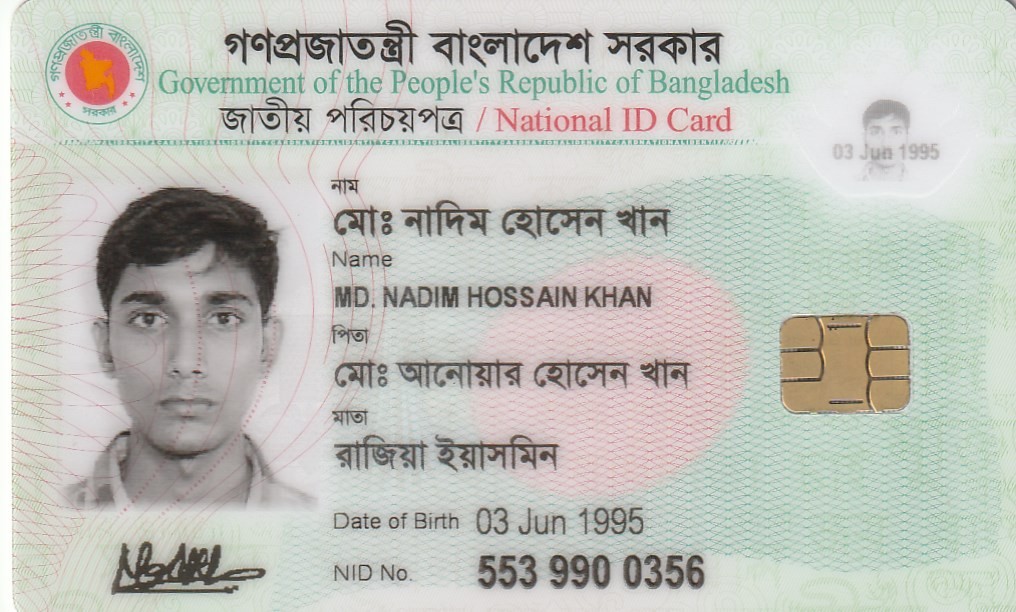 গণপ্রজাতন্ত্রী বাংলাদেশ সরকার
Government of the People's Republic of Bangladesh
জাতীয় পরিচয়পত্র / National ID Card
গণপ্রজাতন্ত্রী বাংলাদেশ
সরকার
03 Jun 1995
নাম
মোঃ নাদিম হোসেন খান
Name
MD. NADIM HOSSAIN KHAN
পিতা
মোঃ আনোয়ার হোসেন খান
মাতা
রাজিয়া ইয়াসমিন
Date of Birth 03 Jun 1995
NID No. 553 990 0356